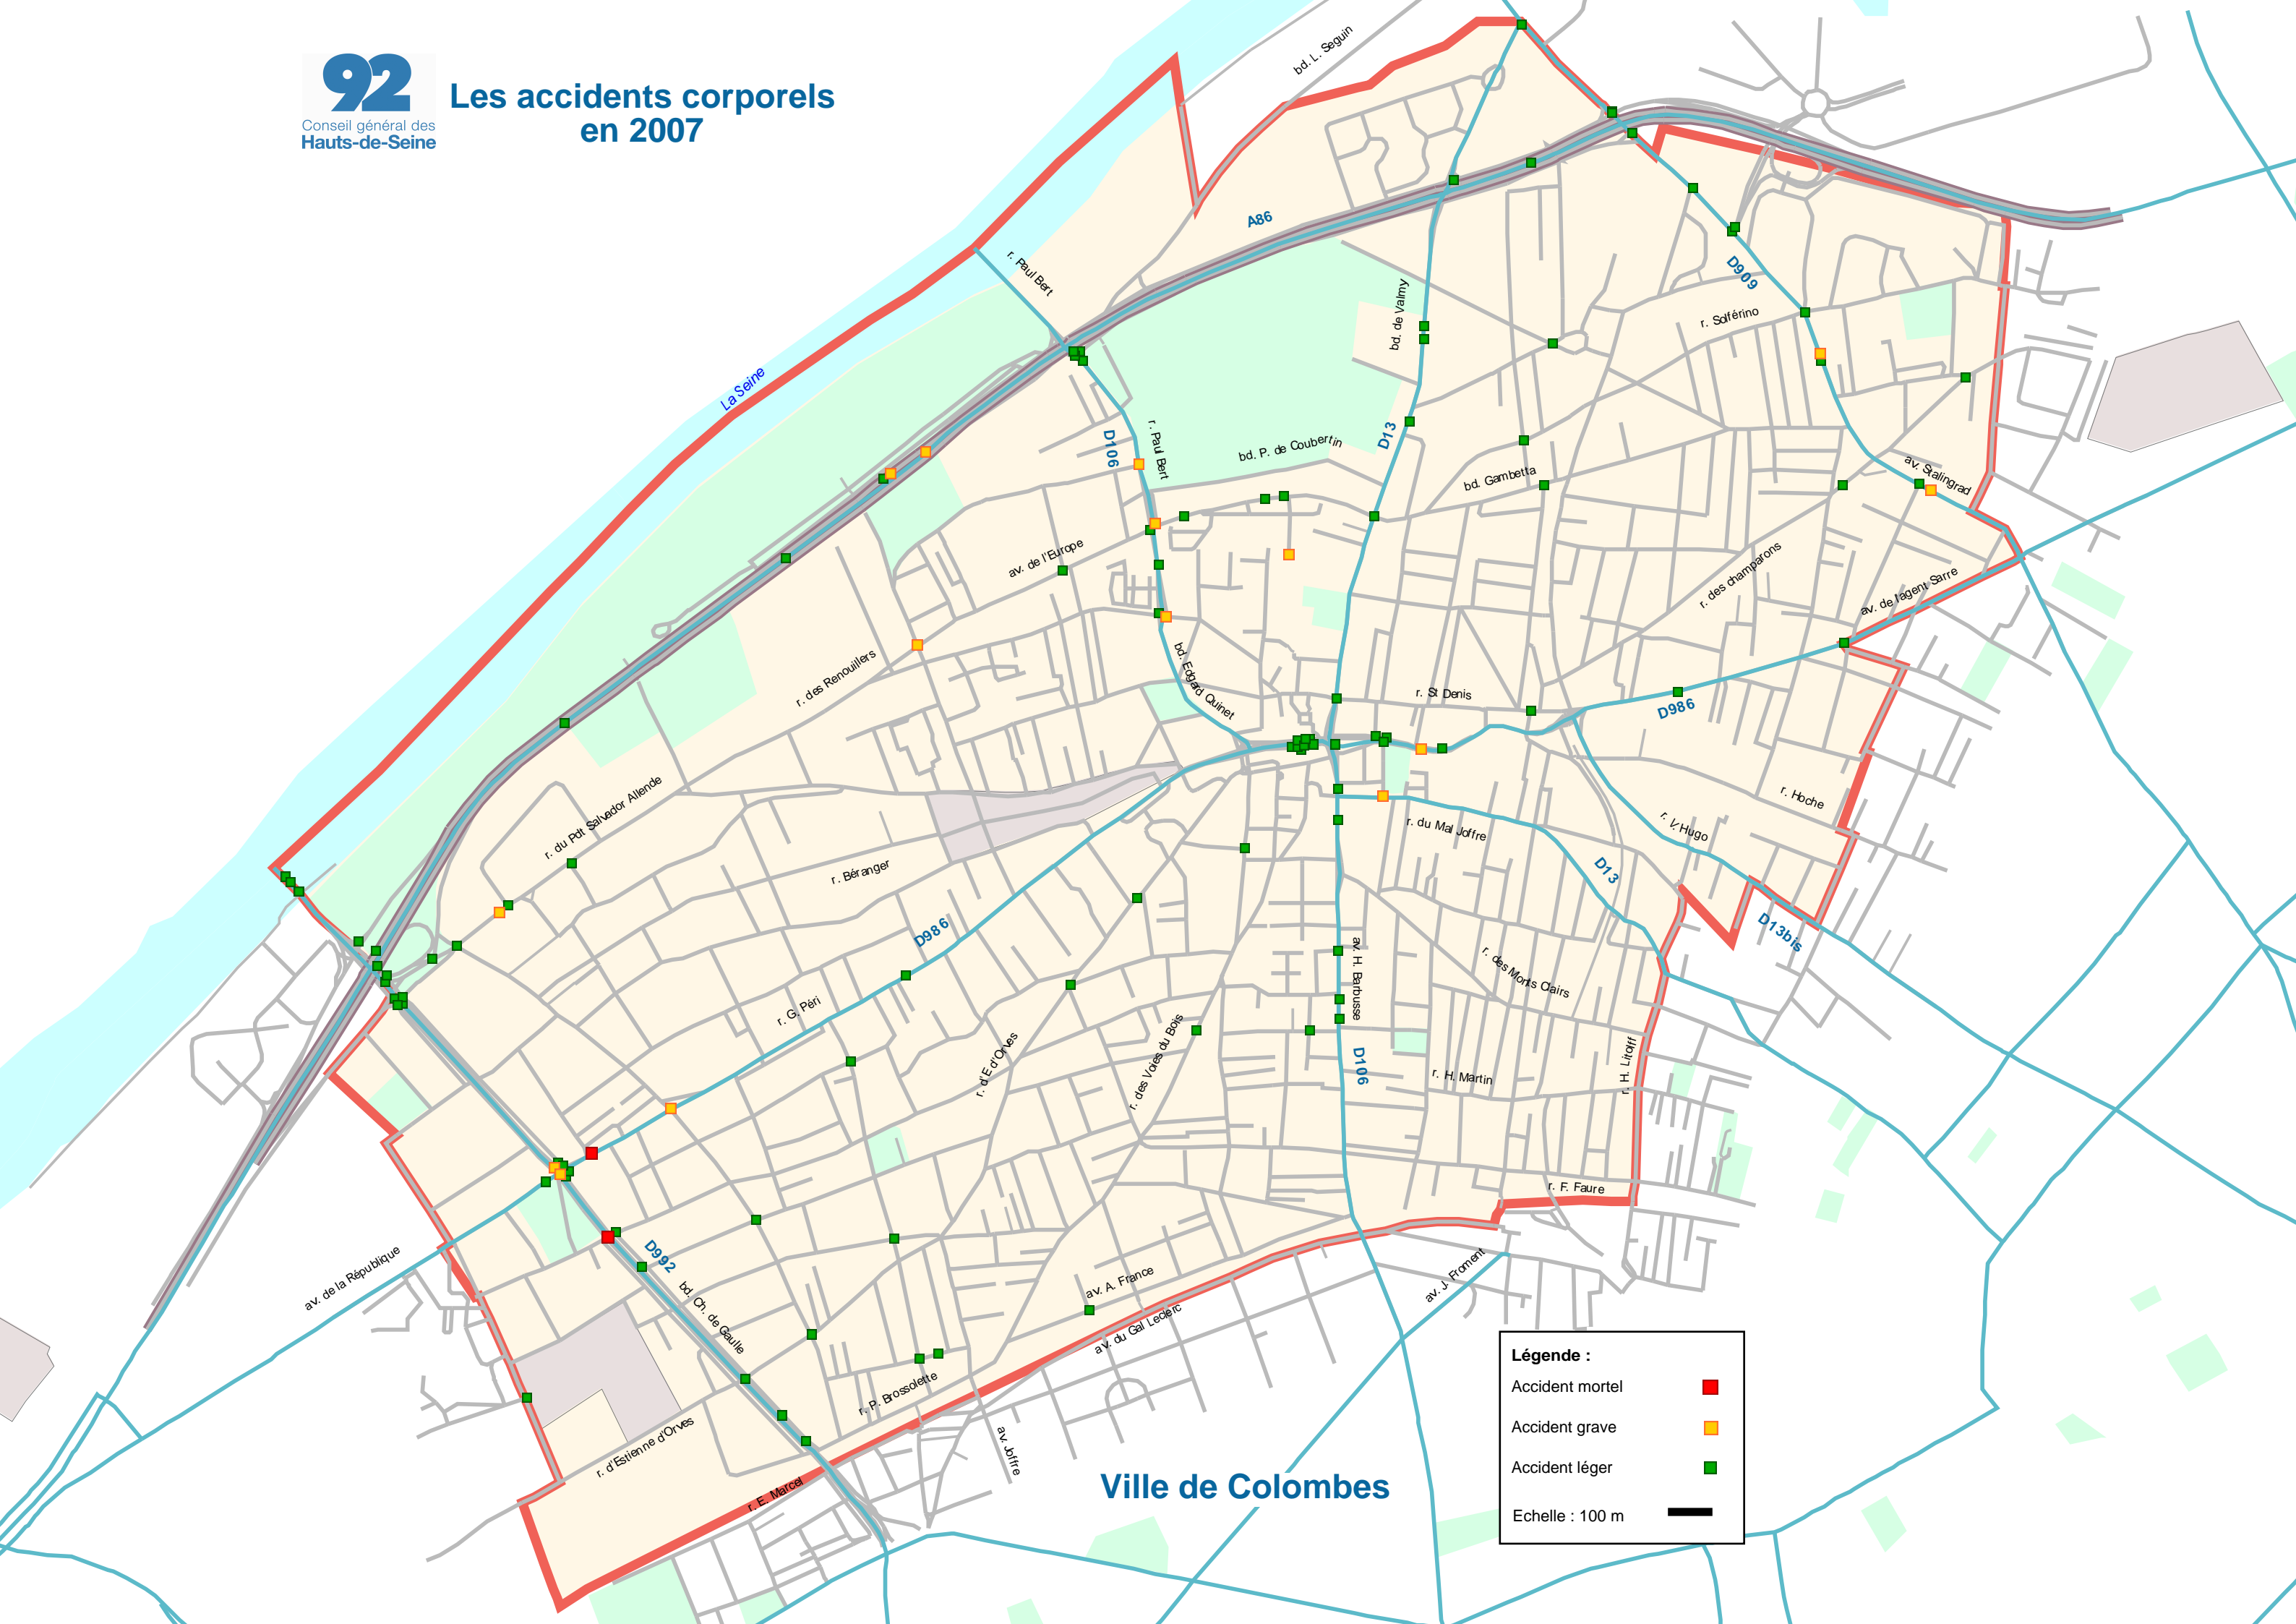 92
Conseil général des
Hauts-de-Seine
Les accidents corporels
en 2007
bd. L. Seguin
A86
r. Paul Bert
La Seine
D909
r. Solférino
bd. de Valmy
D106
r. Paul Bert
bd. P. de Coubertin
D13
bd. Gambetta
av. Stalingrad
av. de l'Europe
r. des champarons
av. de l'agent Sarre
r. des Renouillers
bd. Edgard Quinet
r. St Denis
D986
r. du Pdt Salvador Allende
r. Hoche
r. V. Hugo
r. du Mal Joffre
r. Béranger
D13
D986
D13bis
av. H. Barbusse
r. des Monts Clairs
r. G. Péri
r. d'E d'Orves
r. des Voies du Bois
D106
r. H. Martin
r. H. Litolff
r. F. Faure
av. de la République
D992
bd. Ch. de Gaulle
av. A. France
av. J. Froment
av. du Gal Leclerc
r. P. Brossolette
r. d'Estienne d'Orves
av. Joffre
r. E. Marcel
Ville de Colombes
Légende :
Accident mortel
Accident grave
Accident léger
Echelle : 100 m